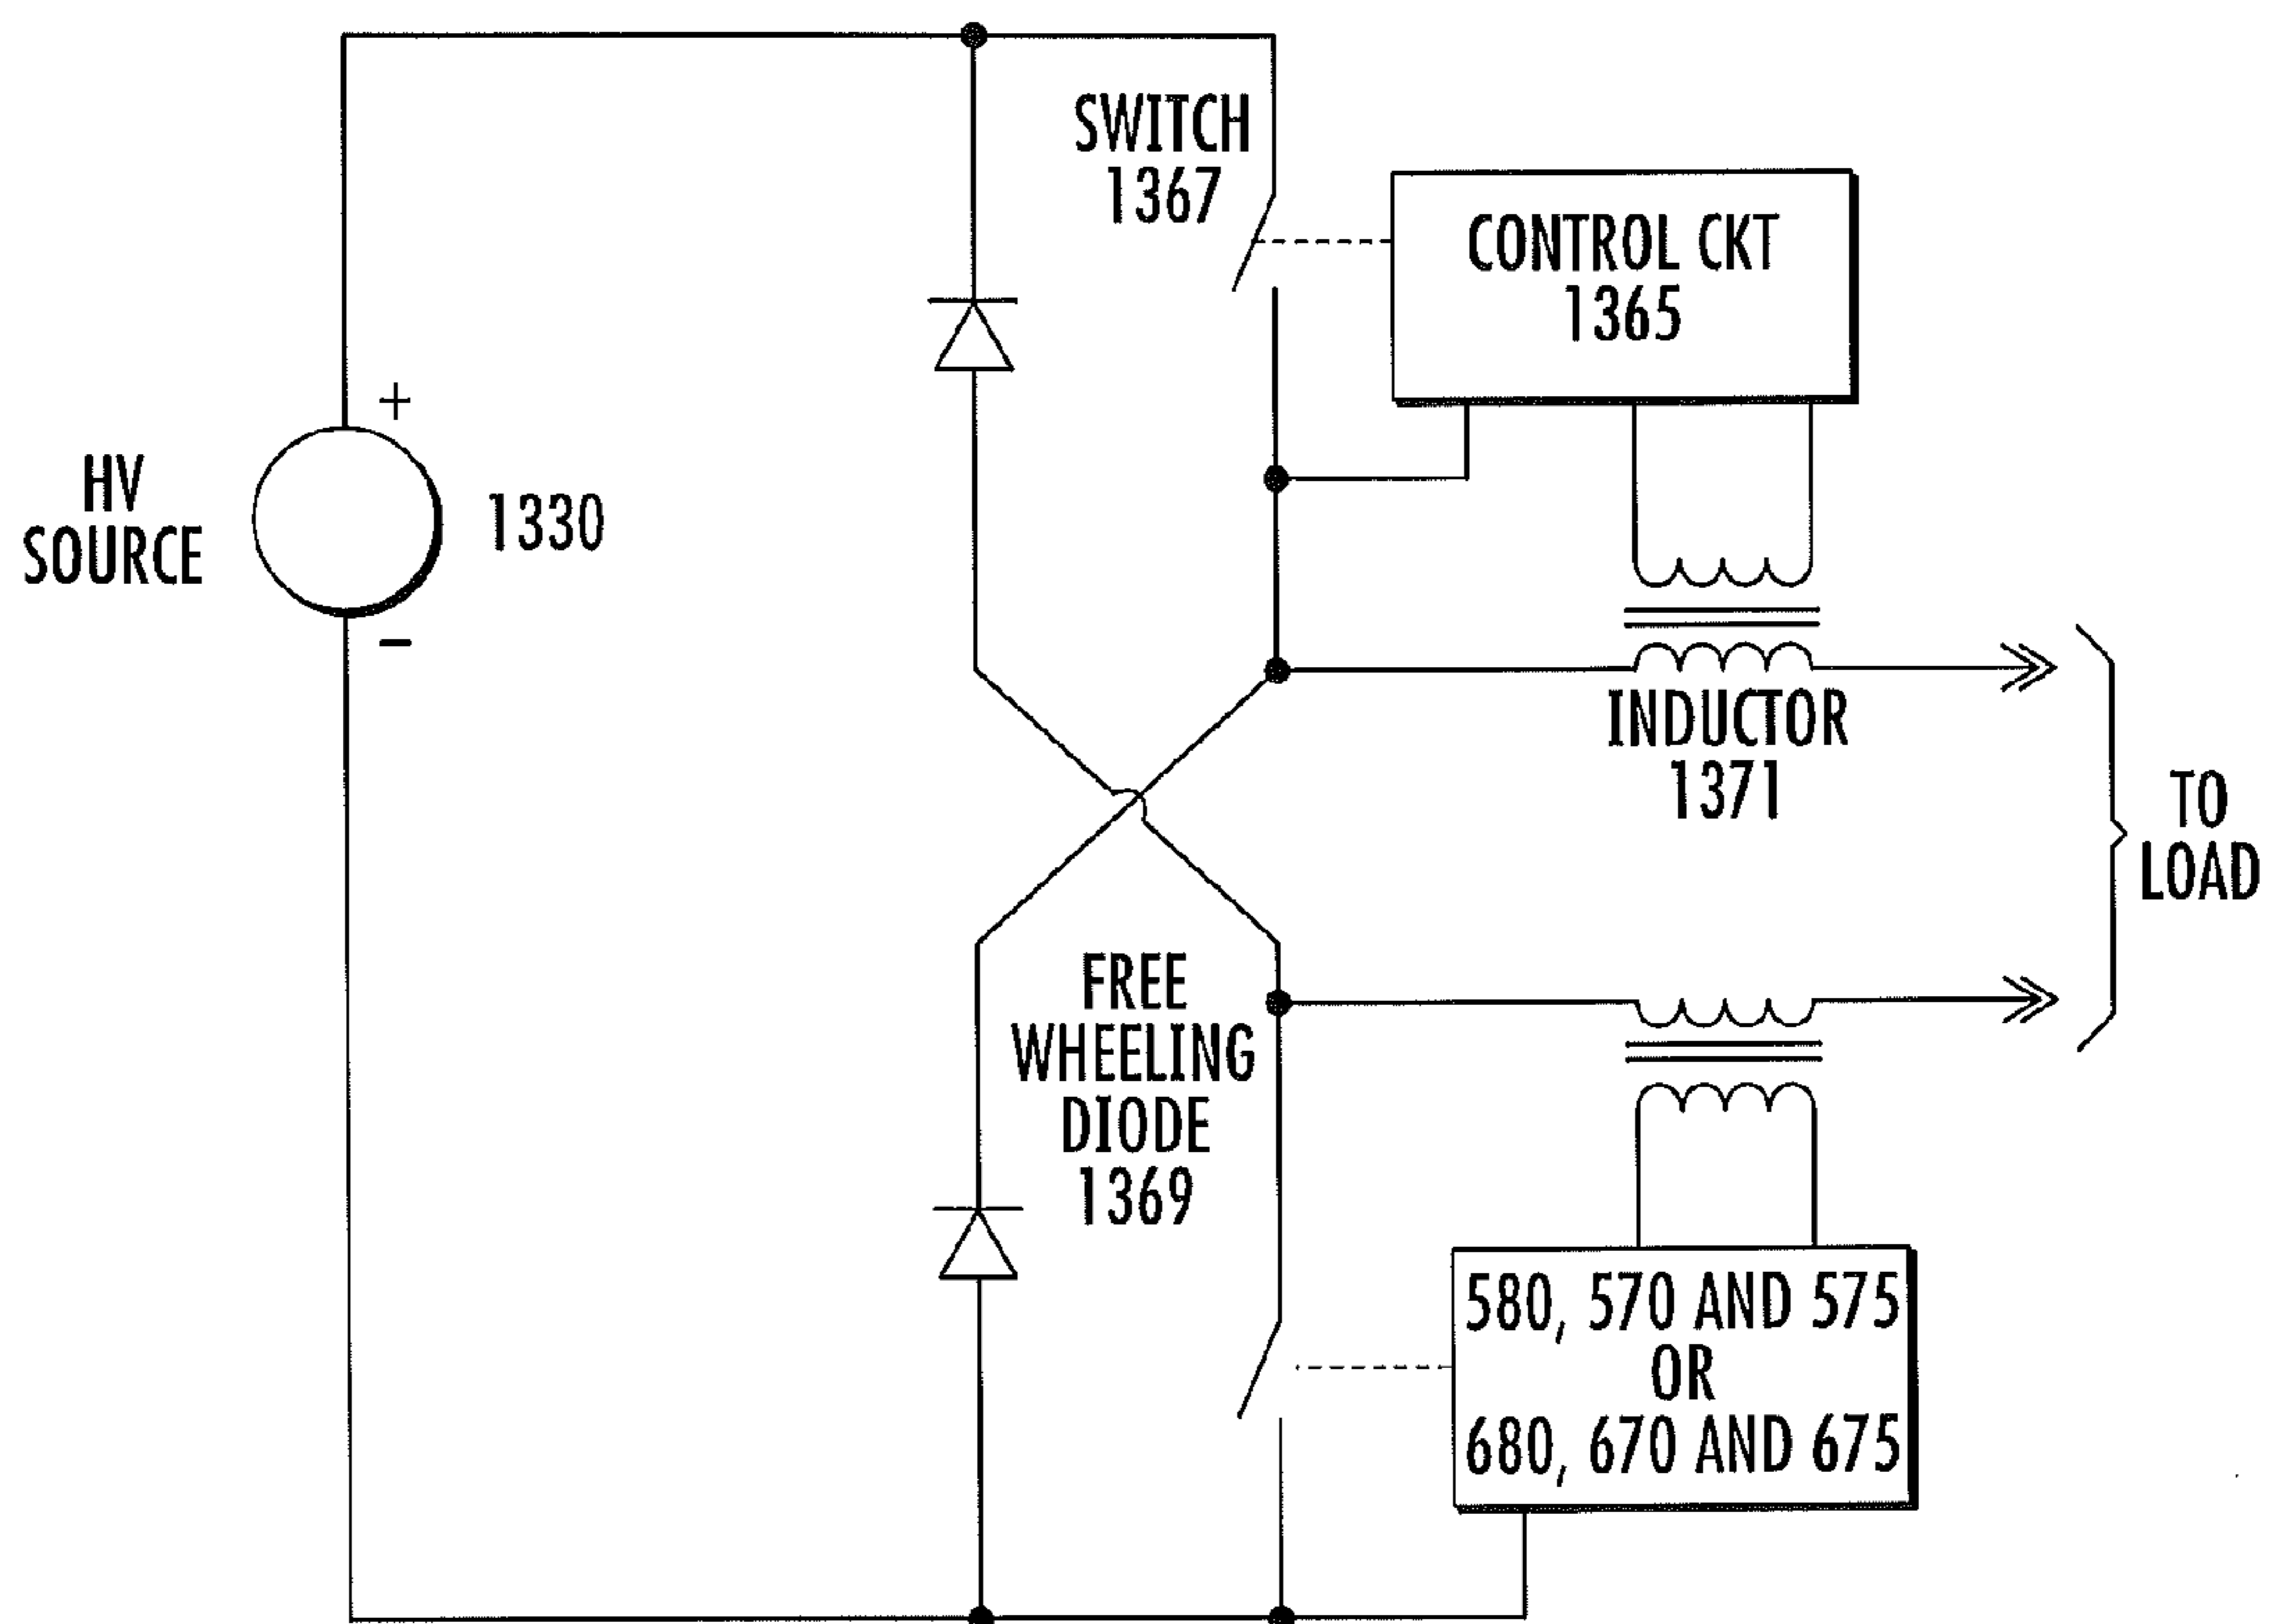 SWITCH
1367
CONTROL CKT
1365
+
HV
SOURCE
1330
−
INDUCTOR
1371
TO
LOAD
FREE
WHEELING
DIODE
1369
580, 570 AND 575
OR
680, 670 AND 675